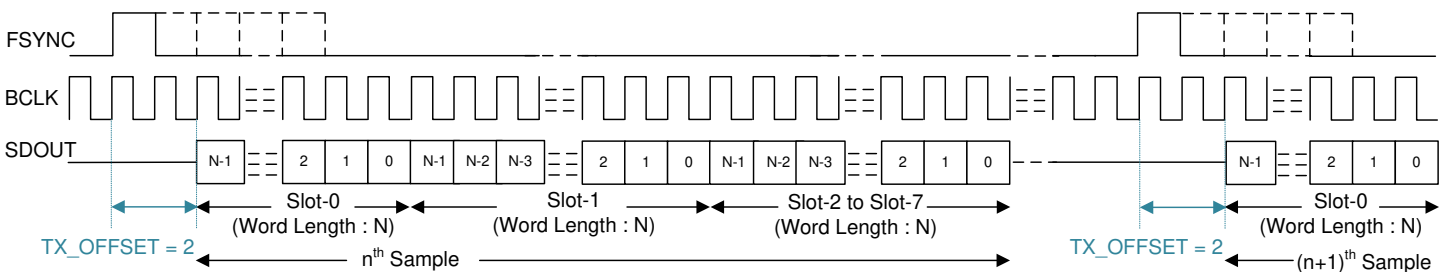 FSYNC
BCLK
SDOUT
N-1 2 1 0 N-1 N-2 N-3 2 1 0 N-1 N-2 N-3 2 1 0 N-1 2 1 0
Slot-0 Slot-1 Slot-2 to Slot-7 Slot-0
(Word Length : N) (Word Length : N) (Word Length : N) (Word Length : N)
TX_OFFSET = 2 TX_OFFSET = 2
nth Sample (n+1)th Sample